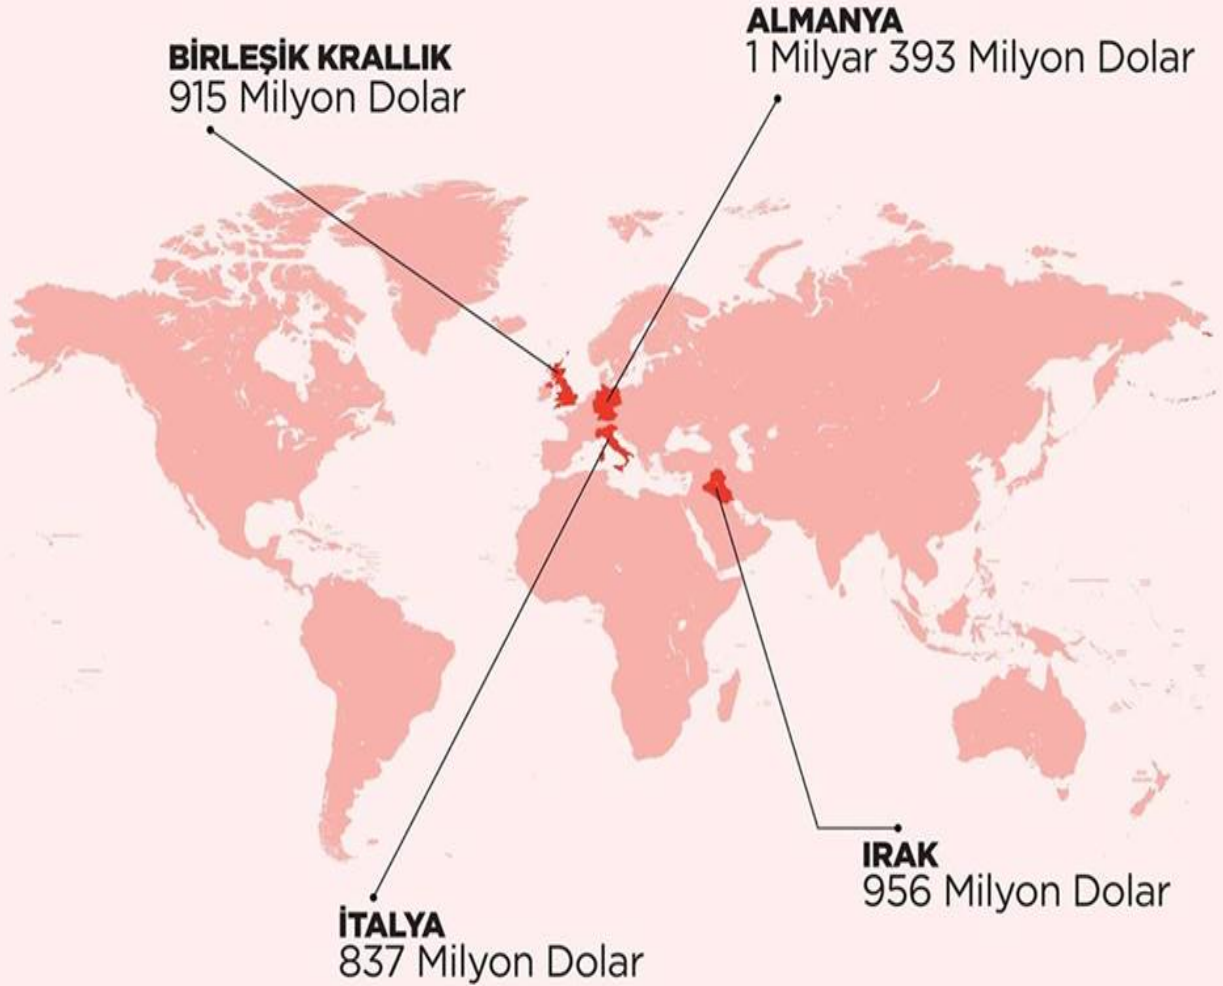 BİRLEŞİK KRALLIK
915 Milyon Dolar
ALMANYA
1 Milyar 393 Milyon Dolar
İTALYA
837 Milyon Dolar
IRAK
956 Milyon Dolar